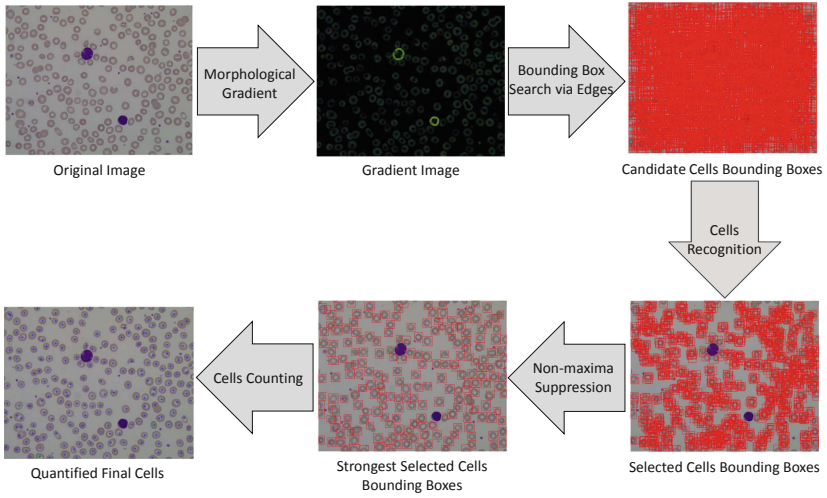 Morphological
Gradient
Bounding Box
Search via Edges
Original Image
Gradient Image
Candidate Cells Bounding Boxes
Cells
Recognition
Non-maxima
Suppression
Cells Counting
Quantified Final Cells
Strongest Selected Cells
Bounding Boxes
Selected Cells Bounding Boxes